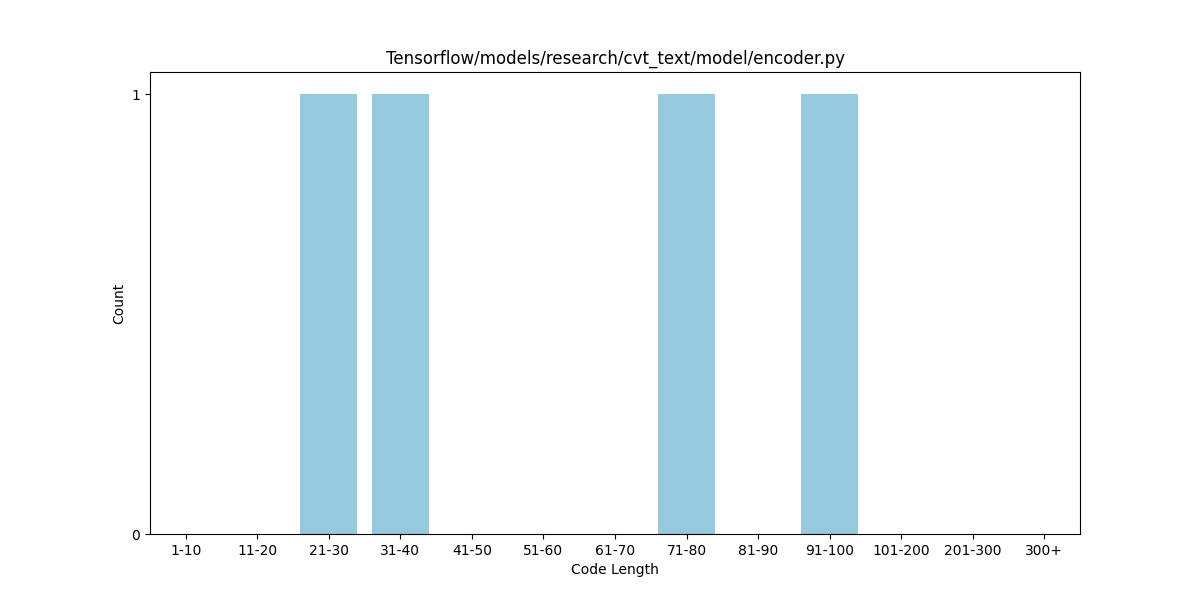 Tensorflow/models/research/cvt_text/model/encoder.py
1
Count
0
1-10 11-20 21-30 31-40 41-50 51-60 61-70 71-80 81-90 91-100 101-200 201-300 300+
Code Length